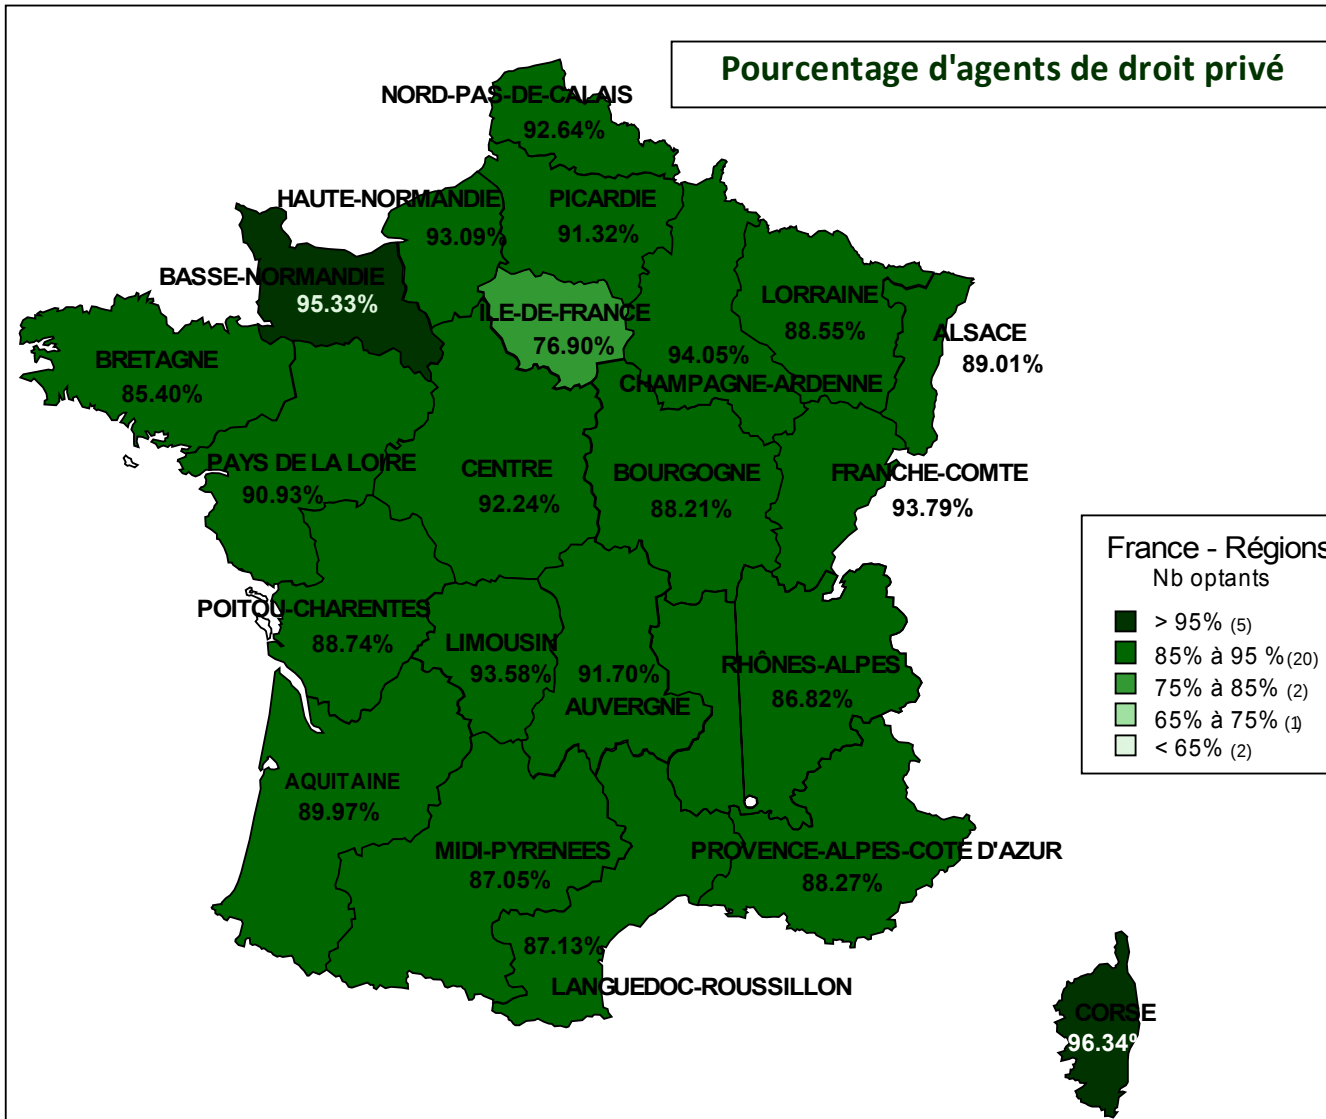 Pourcentage d'agents de droit privé
NORD-PAS-DE-CALAIS
92.64%
HAUTE-NORMANDIE
93.09%
PICARDIE
91.32%
BASSE-NORMANDIE
95.33%
ILE-DE-FRANCE
76.90%
LORRAINE
88.55%
ALSACE
89.01%
94.05%
CHAMPAGNE-ARDENNE
BRETAGNE
85.40%
PAYS DE LA LOIRE
90.93%
CENTRE
92.24%
BOURGOGNE
88.21%
FRANCHE-COMTE
93.79%
France - Régions
Nb optants
> 95% (5)
85% à 95 % (20)
75% à 85% (2)
65% à 75% (1)
< 65% (2)
POITOU-CHARENTES
88.74%
LIMOUSIN
93.58%
91.70%
AUVERGNE
RHÔNES-ALPES
86.82%
AQUITAINE
89.97%
MIDI-PYRENEES
87.05%
PROVENCE-ALPES-COTE D'AZUR
88.27%
87.13%
LANGUEDOC-ROUSSILLON
CORSE
96.34%